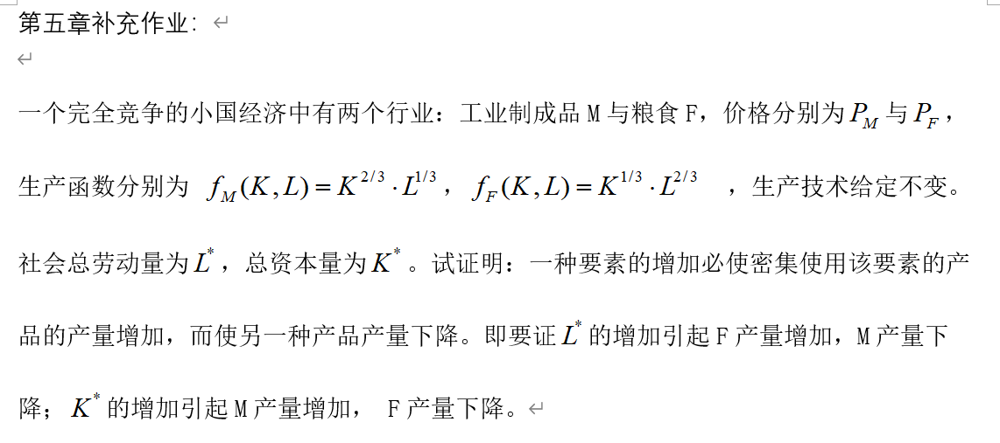 第五章补充作业：
一个完全竞争的小国经济中有两个行业：工业制成品 M 与粮食 F，价格分别为 $P_M$ 与 $P_F$，
生产函数分别为 $f_M(K,L)=K^{2/3}\cdot L^{1/3}$，$f_F(K,L)=K^{1/3}\cdot L^{2/3}$ ，生产技术给定不变。
社会总劳动量为 $L^*$，总资本量为 $K^*$。试证明：一种要素的增加必使密集使用该要素的产
品的产量增加，而使另一种产品产量下降。即要证 $L^*$ 的增加引起 F 产量增加，M 产量下
降；$K^*$ 的增加引起 M 产量增加， F 产量下降。